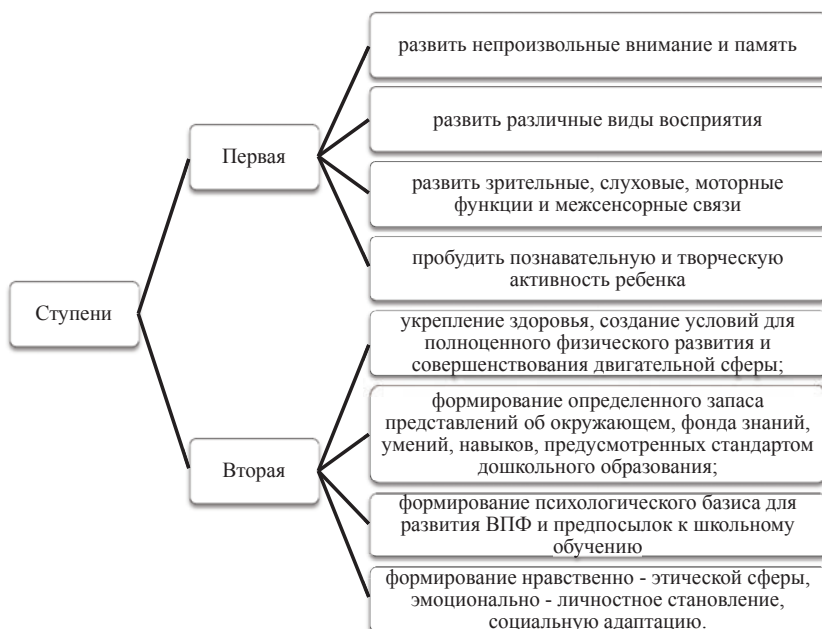 развить непроизвольные внимание и память
развить различные виды восприятия
Первая
развить зрительные, слуховые, моторные
функции и межсенсорные связи
пробудить познавательную и творческую
активность ребенка
Ступени
укрепление здоровья, создание условий для
полноценного физического развития и
совершенствования двигательной сферы;
формирование определенного запаса
представлений об окружающем, фонда знаний,
умений, навыков, предусмотренных стандартом
дошкольного образования;
Вторая
формирование психологического базиса для
развития ВПФ и предпосылок к школьному
обучению
формирование нравственно - этической сферы,
эмоционально - личностное становление,
социальную адаптацию.